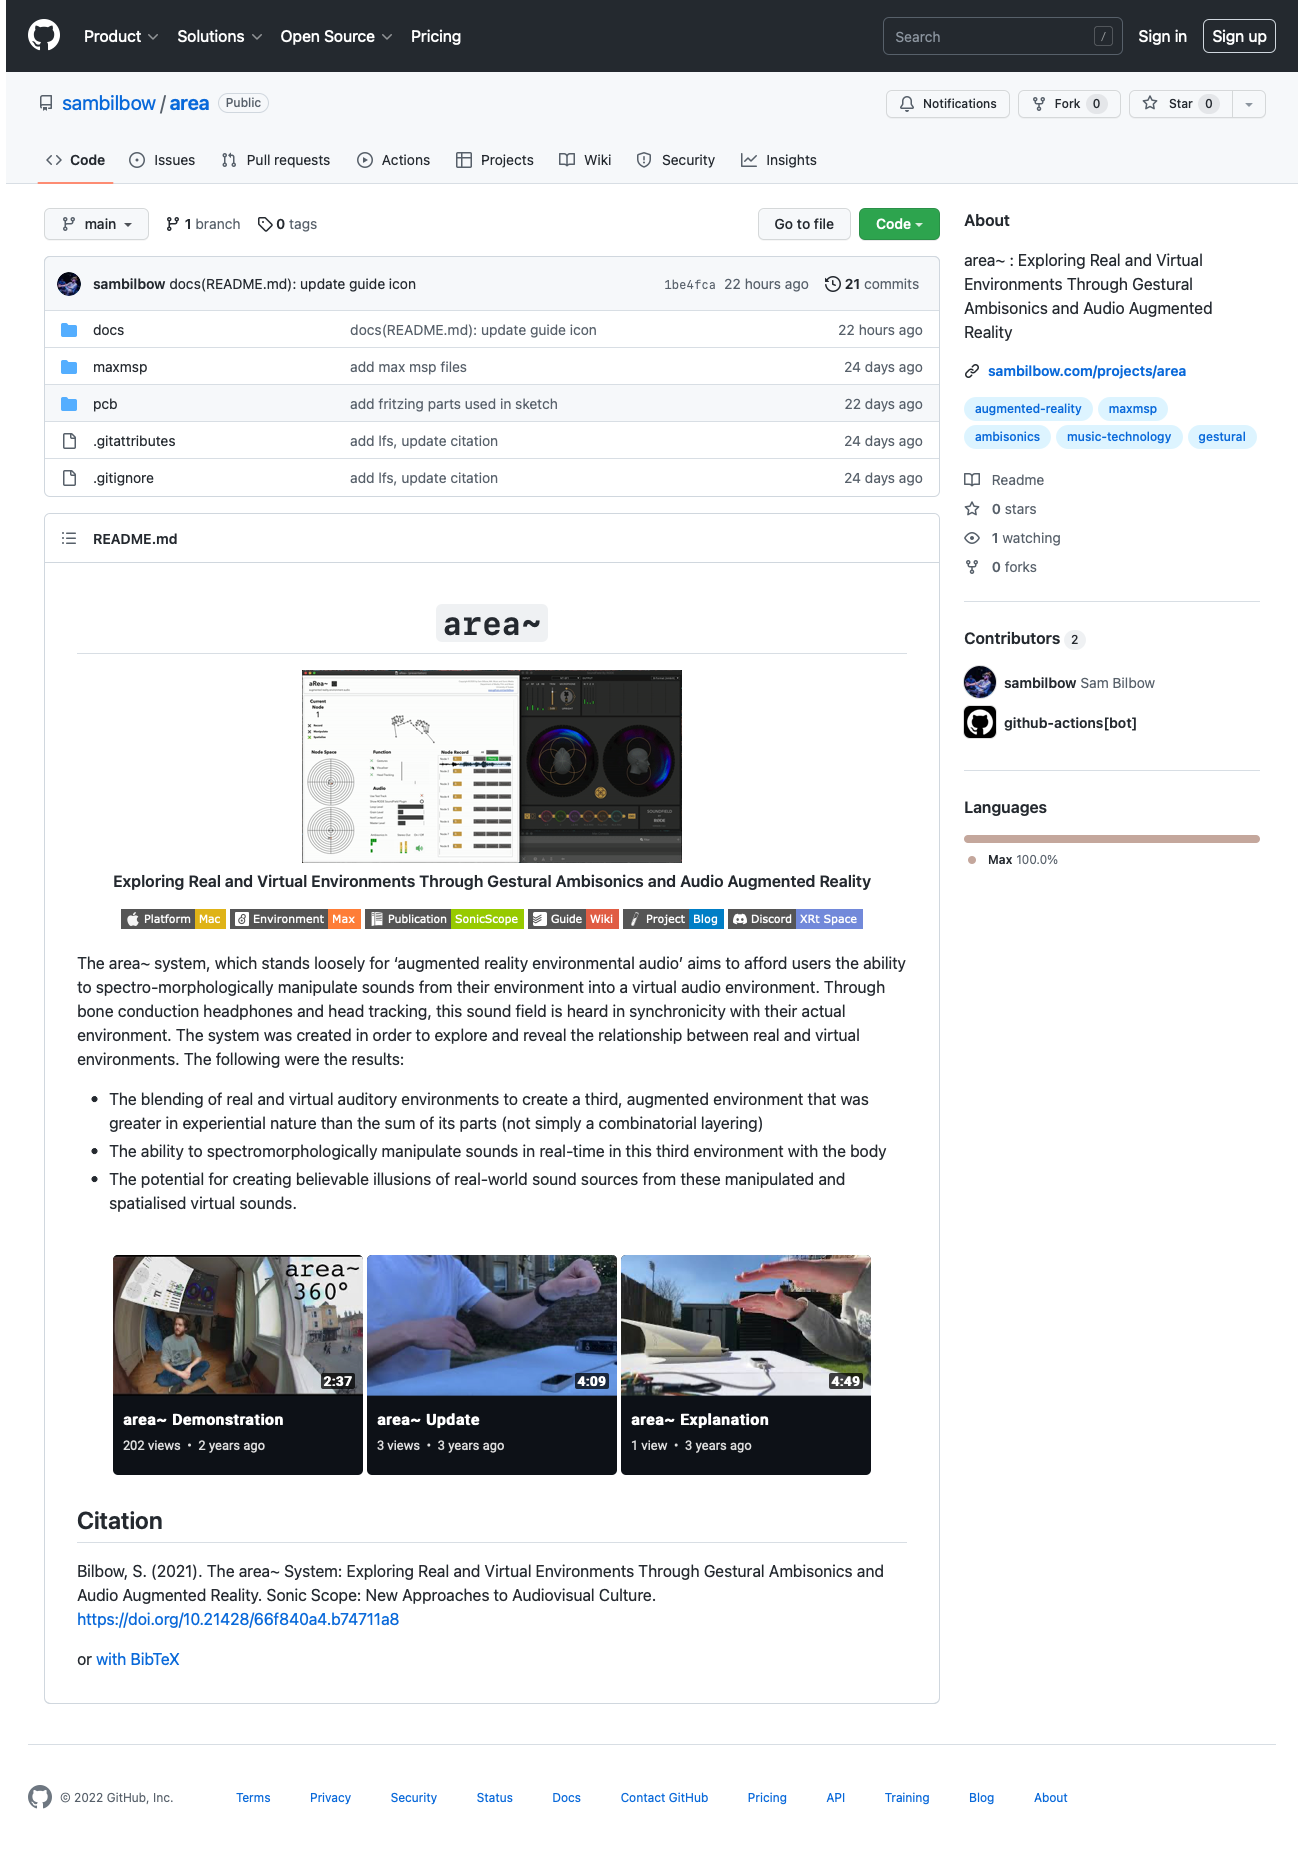 Product Solutions Open Source Pricing Search / Sign in Sign up
sambilbow / area Public Notifications Fork 0 Star 0
Code Issues Pull requests Actions Projects Wiki Security Insights
main 1 branch 0 tags Go to file Code
sambilbow docs(README.md): update guide icon 1be4fca 22 hours ago 21 commits
docs docs(README.md): update guide icon 22 hours ago
maxmsp add max msp files 24 days ago
pcb add fritzing parts used in sketch 22 days ago
.gitattributes add lfs, update citation 24 days ago
.gitignore add lfs, update citation 24 days ago
README.md
area~
aRea~
Current
Node
1
Node Space
Function
Node Record
Audio
Exploring Real and Virtual Environments Through Gestural Ambisonics and Audio Augmented Reality
Platform Mac Environment Max Publication SonicScope Guide Wiki Project Blog Discord XRt Space
The area~ system, which stands loosely for ‘augmented reality environmental audio’ aims to afford users the ability
to spectro-morphologically manipulate sounds from their environment into a virtual audio environment. Through
bone conduction headphones and head tracking, this sound field is heard in synchronicity with their actual
environment. The system was created in order to explore and reveal the relationship between real and virtual
environments. The following were the results:
• The blending of real and virtual auditory environments to create a third, augmented environment that was
greater in experiential nature than the sum of its parts (not simply a combinatorial layering)
• The ability to spectromorphologically manipulate sounds in real-time in this third environment with the body
• The potential for creating believable illusions of real-world sound sources from these manipulated and
spatialised virtual sounds.
area~
360°
2:37
area~ Demonstration
202 views • 2 years ago
4:09
area~ Update
3 views • 3 years ago
4:49
area~ Explanation
1 view • 3 years ago
Citation
Bilbow, S. (2021). The area~ System: Exploring Real and Virtual Environments Through Gestural Ambisonics and
Audio Augmented Reality. Sonic Scope: New Approaches to Audiovisual Culture.
https://doi.org/10.21428/66f840a4.b74711a8
or with BibTeX
About
area~ : Exploring Real and Virtual
Environments Through Gestural
Ambisonics and Audio Augmented
Reality
sambilbow.com/projects/area
augmented-reality maxmsp
ambisonics music-technology gestural
Readme
0 stars
1 watching
0 forks
Contributors 2
sambilbow Sam Bilbow
github-actions[bot]
Languages
Max 100.0%
© 2022 GitHub, Inc. Terms Privacy Security Status Docs Contact GitHub Pricing API Training Blog About